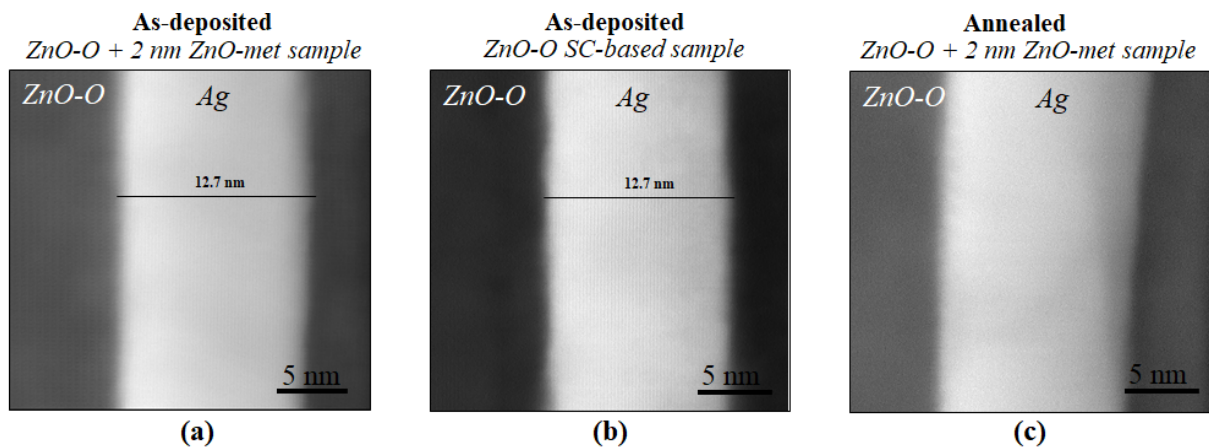 As-deposited
ZnO-O + 2 nm ZnO-met sample
ZnO-O
Ag
12.7 nm
5 nm
(a)
As-deposited
ZnO-O SC-based sample
ZnO-O
Ag
12.7 nm
5 nm
(b)
Annealed
ZnO-O + 2 nm ZnO-met sample
ZnO-O
Ag
5 nm
(c)